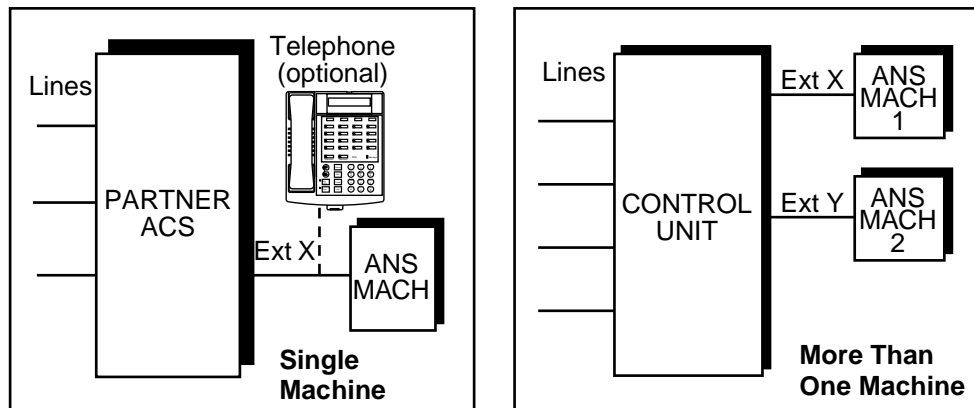 Telephone
(optional)
Lines
PARTNER
ACS
Ext X
ANS
MACH
Single
Machine
Lines
CONTROL
UNIT
Ext X
ANS
MACH
1
Ext Y
ANS
MACH
2
More Than
One Machine